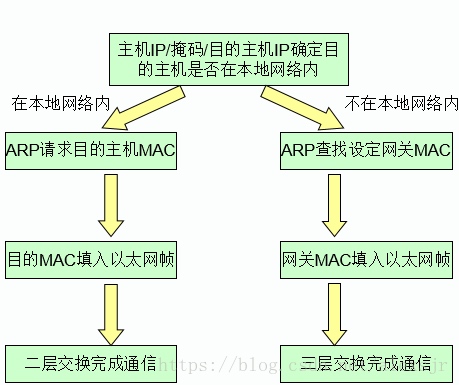 主机IP/掩码/目的主机IP确定目
的主机是否在本地网络内
在本地网络内
不在本地网络内
ARP请求目的主机MAC
ARP查找设定网关MAC
目的MAC填入以太网帧
网关MAC填入以太网帧
二层交换完成通信
三层交换完成通信
https://blog.